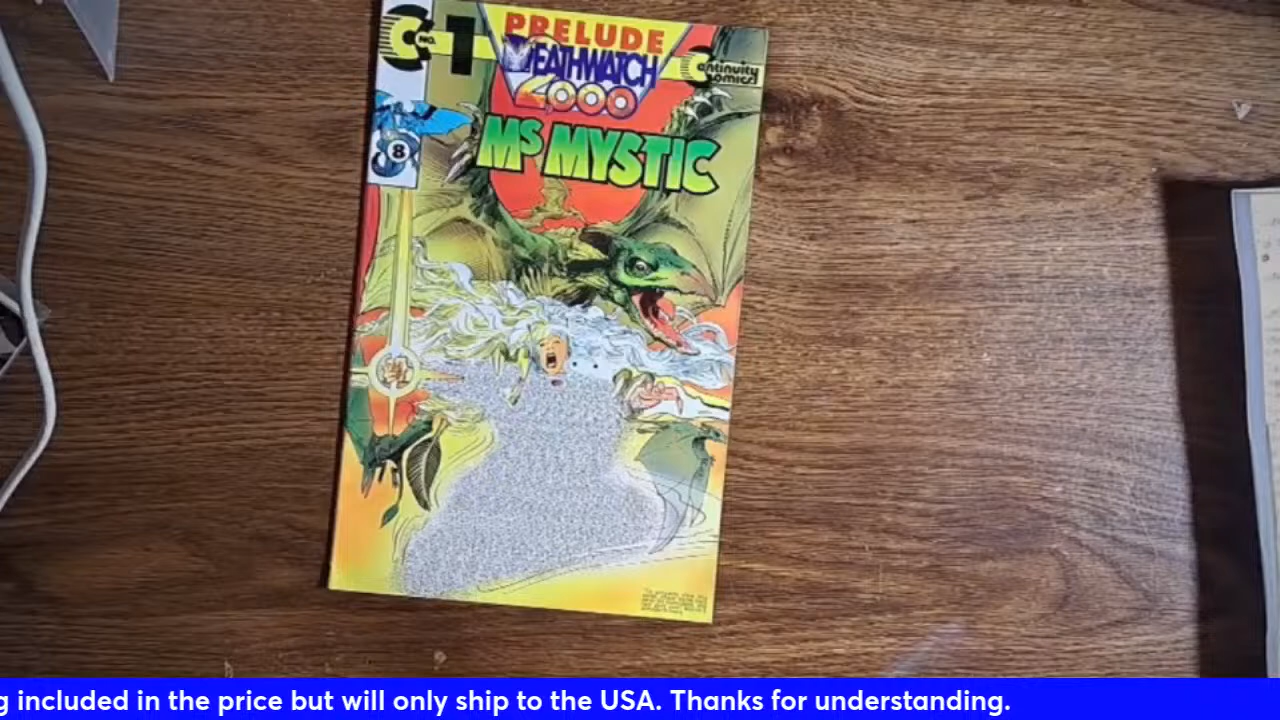 NO. 1
PRELUDE
DEATHWATCH
2000
Continuity
Comics
MS MYSTIC
8
g included in the price but will only ship to the USA. Thanks for understanding.